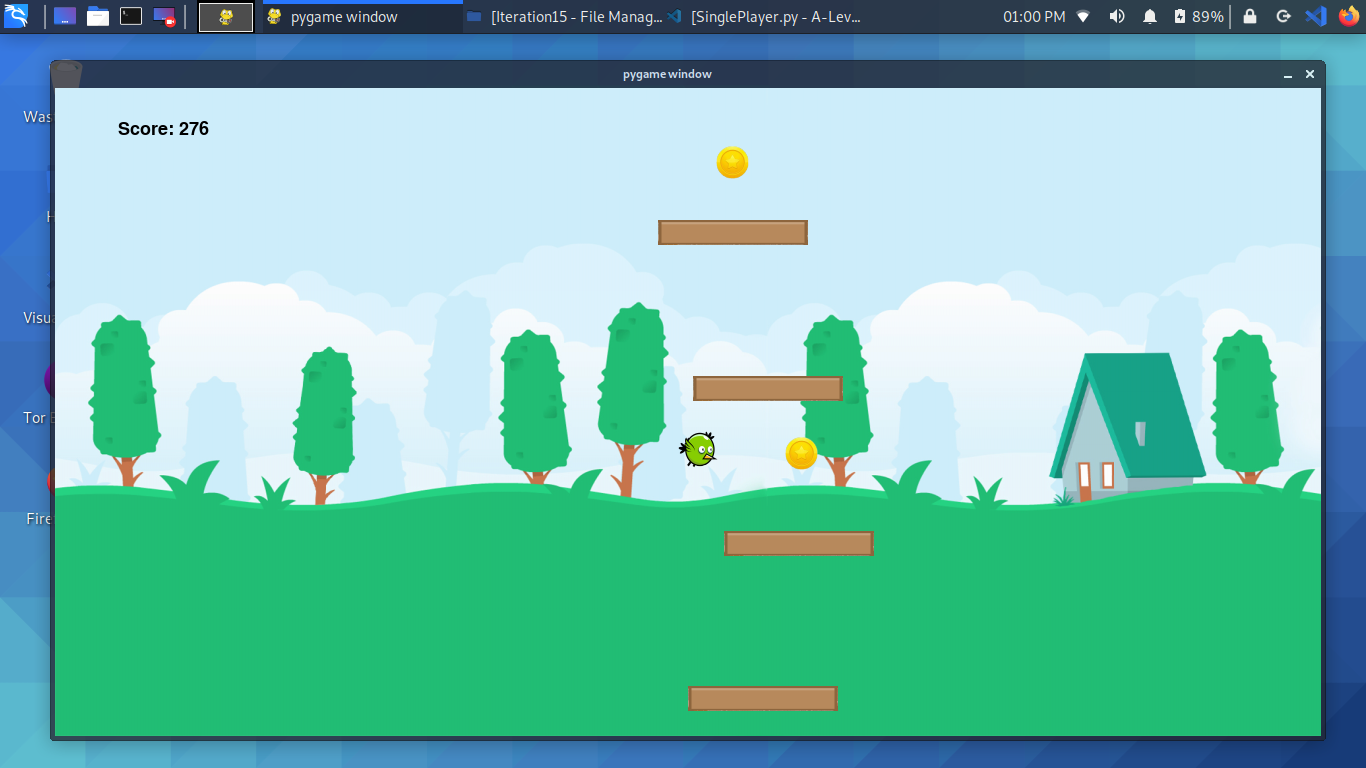 pygame window
[Iteration15 - File Manag...
[SinglePlayer.py - A-Lev...
01:00 PM
89%
pygame window
Score: 276
Was
H
Visu
Tor
Fire